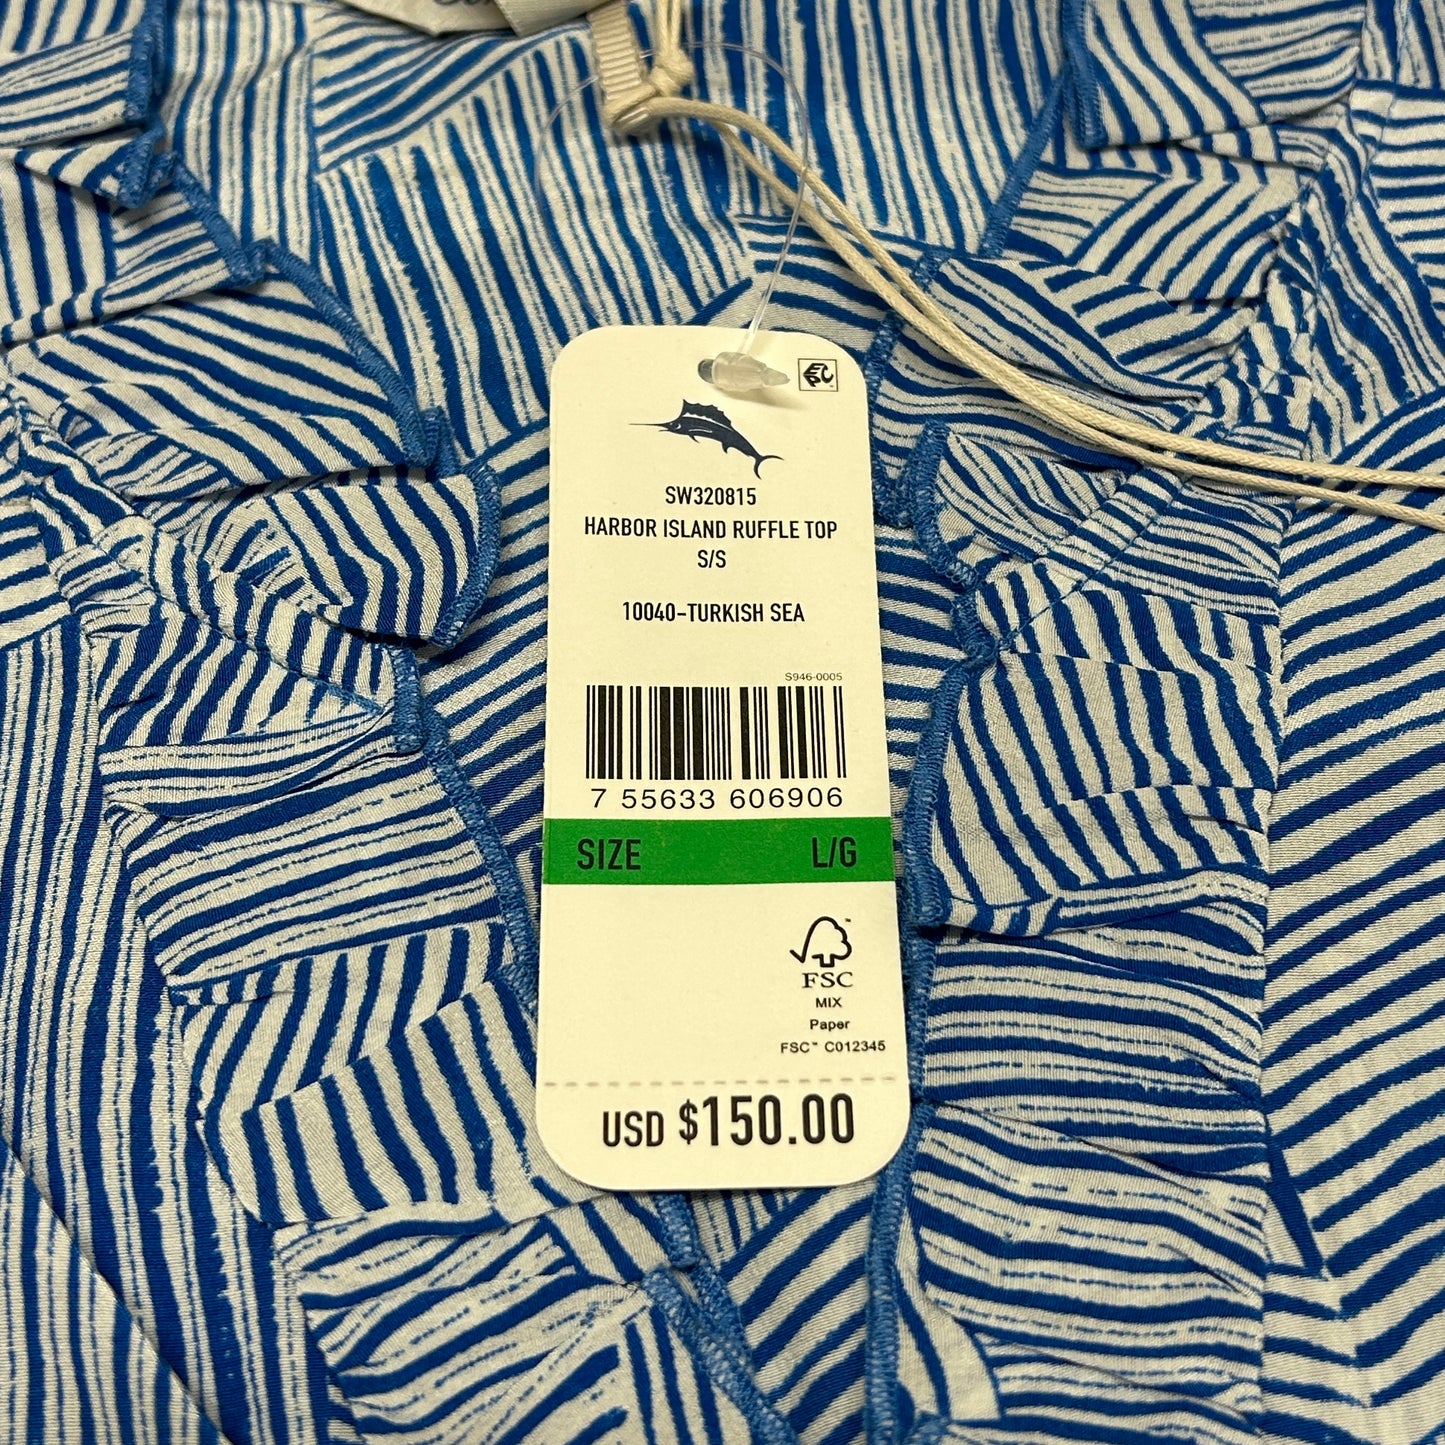 SW320815
HARBOR ISLAND RUFFLE TOP
S/S
10040-TURKISH SEA
S946-0005
7 55633 606906
SIZE L/G
FSC
MIX
Paper
FSC™ C012345
USD $150.00